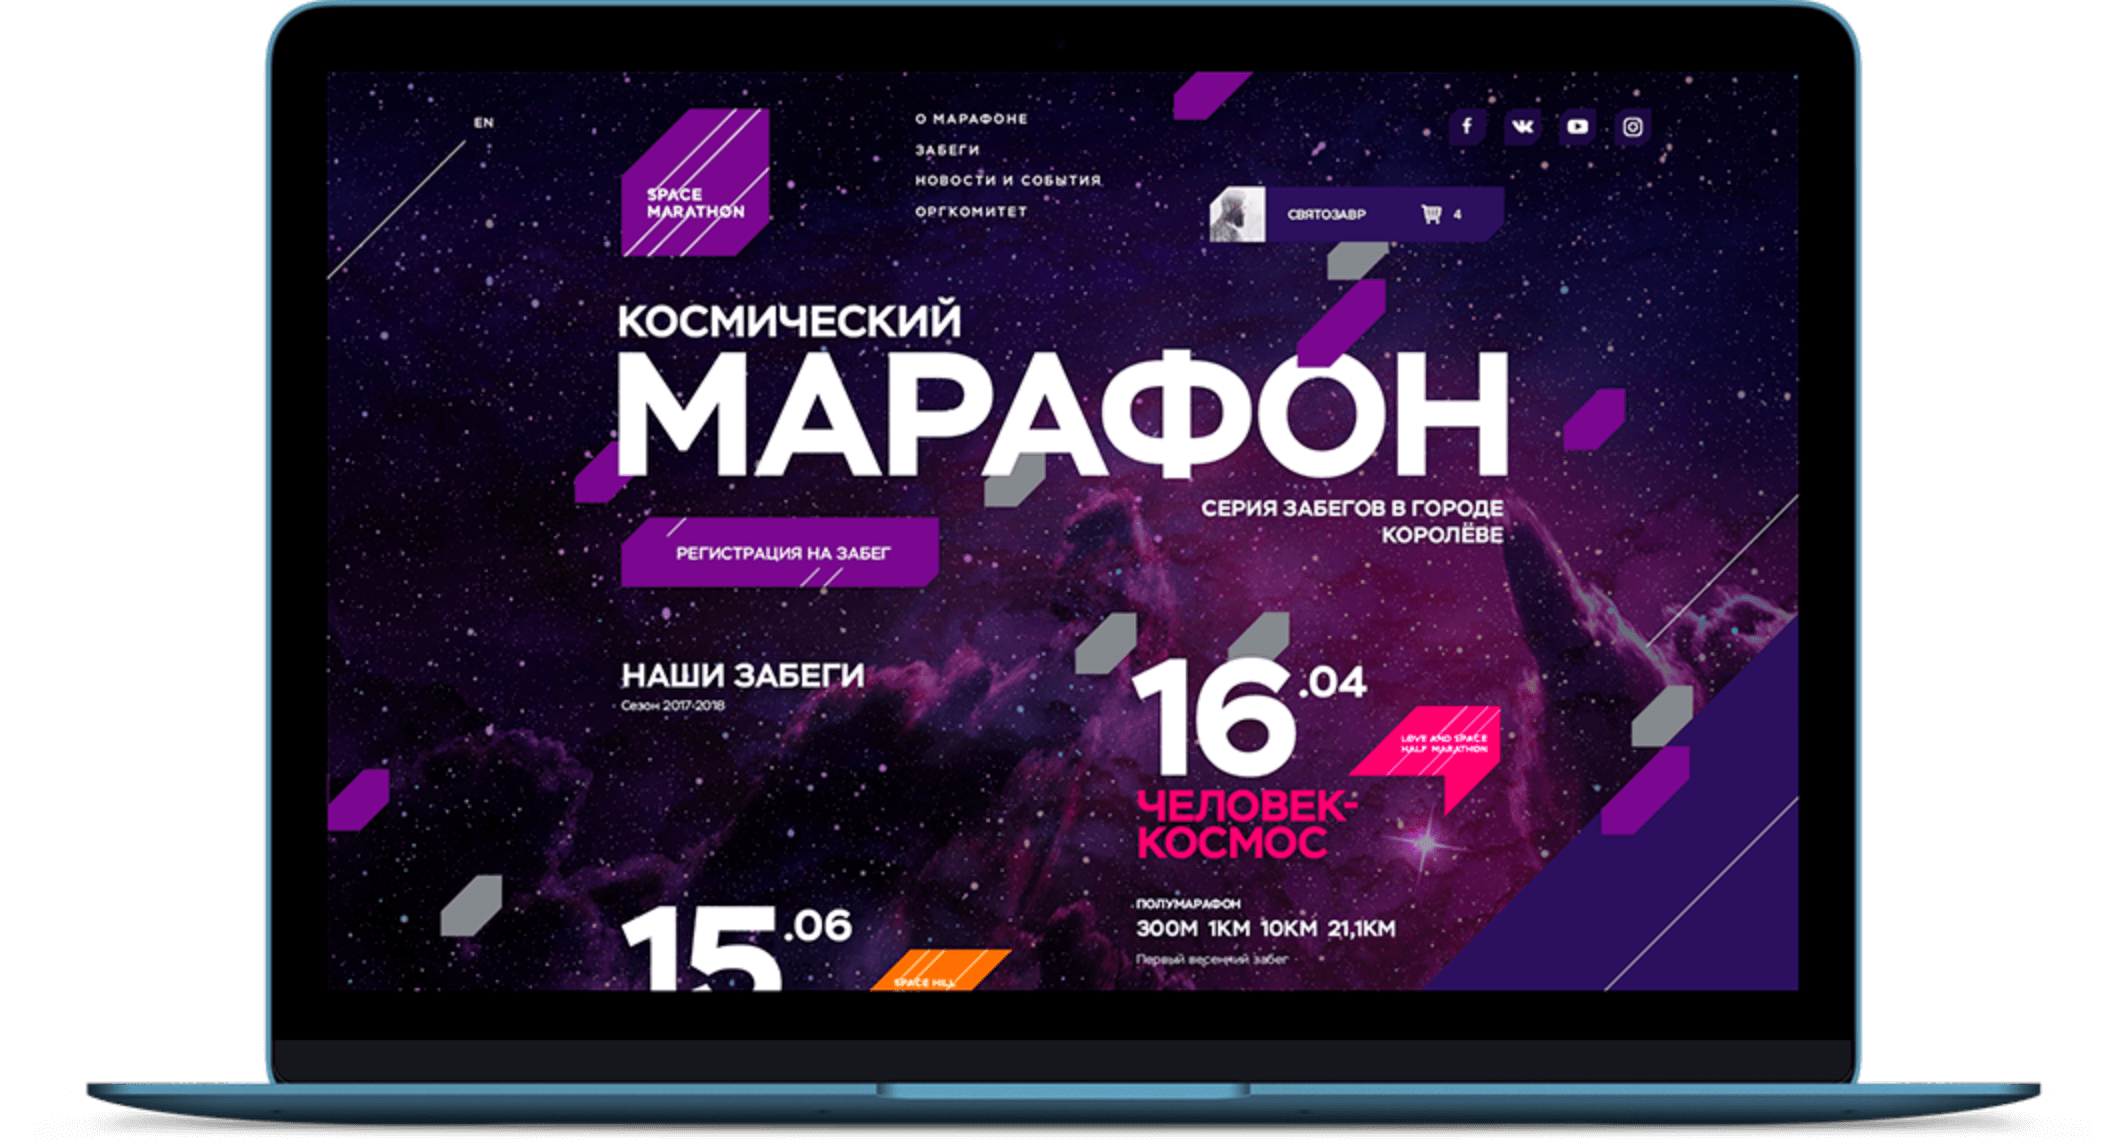 EN
SPACE
MARATHON
О МАРАФОНЕ
ЗАБЕГИ
НОВОСТИ И СОБЫТИЯ
ОРГКОМИТЕТ
СВЯТОЗАВР
4
КОСМИЧЕСКИЙ
МАРАФОН
СЕРИЯ ЗАБЕГОВ В ГОРОДЕ
КОРОЛЁВЕ
РЕГИСТРАЦИЯ НА ЗАБЕГ
НАШИ ЗАБЕГИ
Сезон 2017-2018
16.04
LOVE AND SPACE
HALF MARATHON
ЧЕЛОВЕК-
КОСМОС
ПОЛУМАРАФОН
300М 1КМ 10КМ 21,1КМ
Первый весенний забег
15.06
SPACE HILL